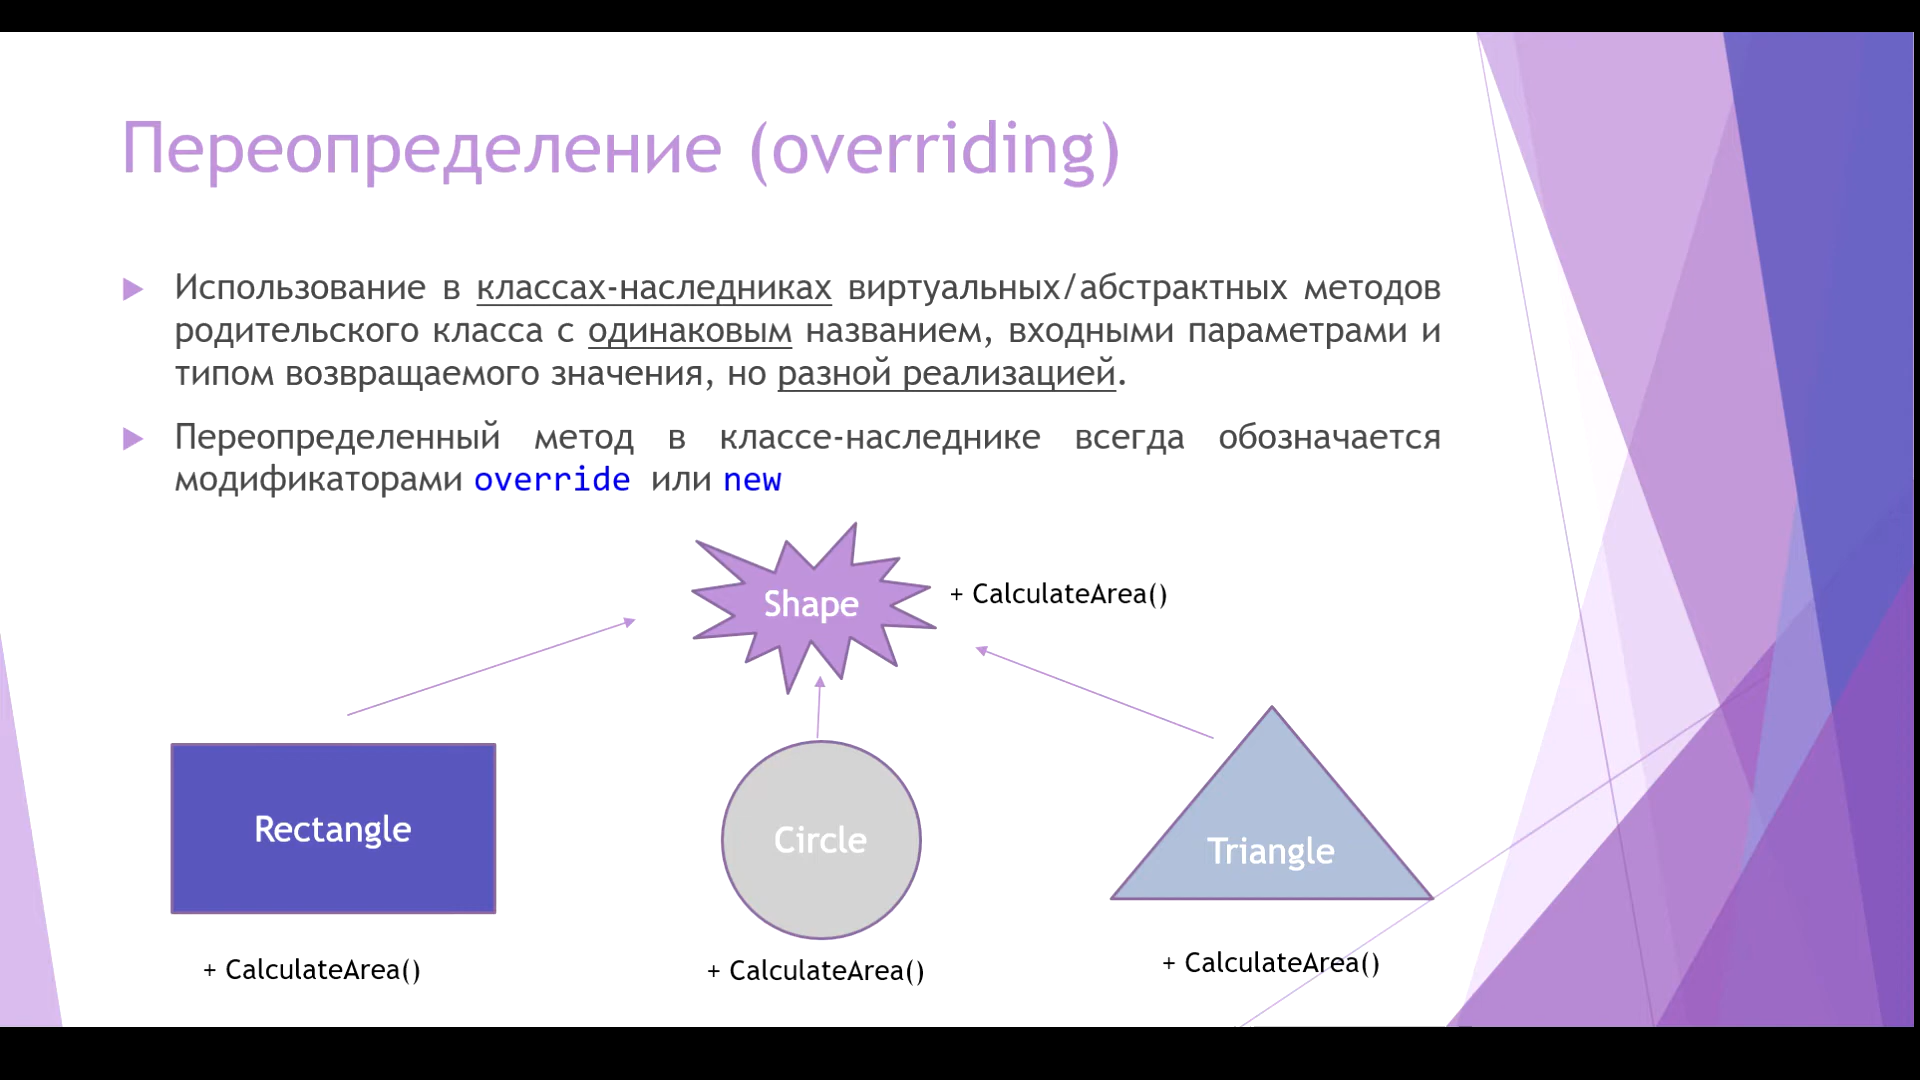 Переопределение (overriding)
Использование в классах-наследниках виртуальных/абстрактных методов
родительского класса с одинаковым названием, входными параметрами и
типом возвращаемого значения, но разной реализацией.
Переопределенный метод в классе-наследнике всегда обозначается
модификаторами override или new
Shape
+ CalculateArea()
Rectangle
Circle
Triangle
+ CalculateArea()
+ CalculateArea()
+ CalculateArea()